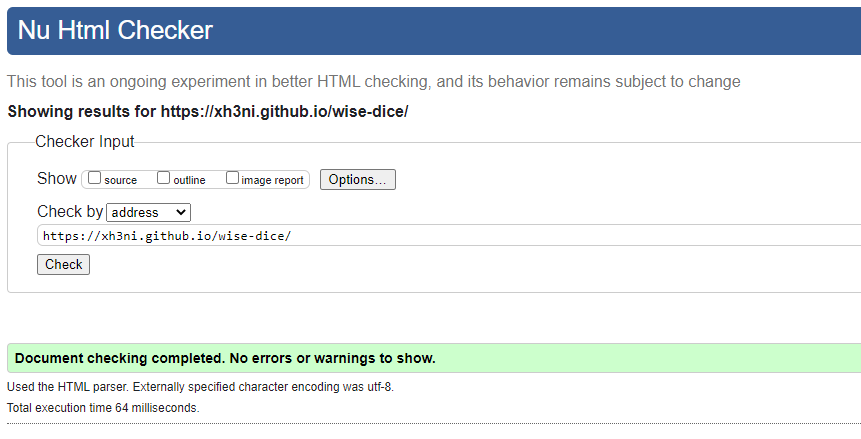 Nu Html Checker
This tool is an ongoing experiment in better HTML checking, and its behavior remains subject to change
Showing results for https://xh3ni.github.io/wise-dice/
Checker Input
Show source outline image report Options...
Check by address
https://xh3ni.github.io/wise-dice/
Check
Document checking completed. No errors or warnings to show.
Used the HTML parser. Externally specified character encoding was utf-8.
Total execution time 64 milliseconds.